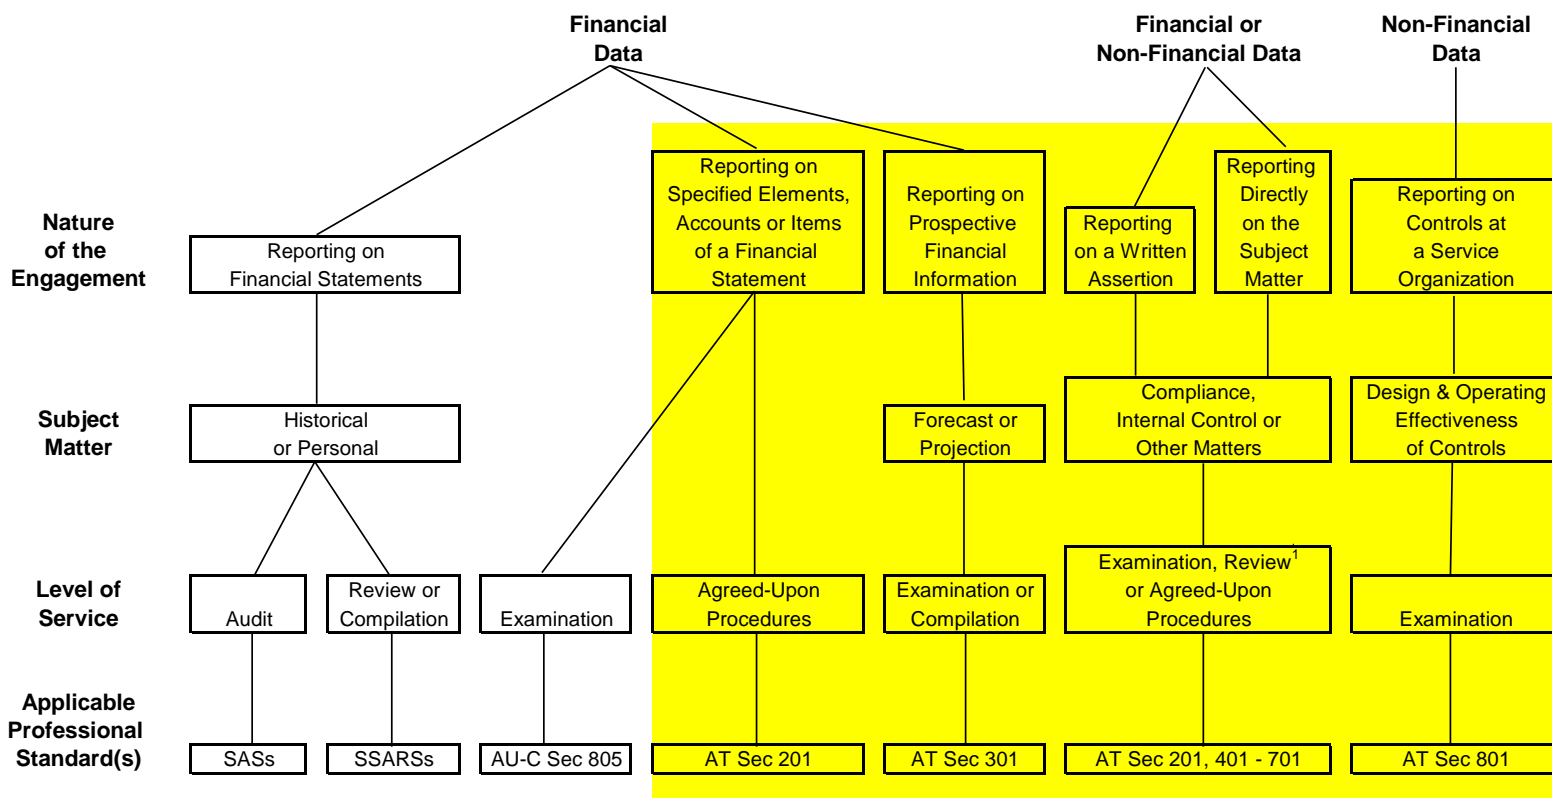 Financial
Data
Financial or
Non-Financial Data
Non-Financial
Data
Nature
of the
Engagement
Reporting on
Financial Statements
Reporting on
Specified Elements,
Accounts or Items
of a Financial
Statement
Reporting on
Prospective
Financial
Information
Reporting
on a Written
Assertion
Reporting
Directly
on the
Subject
Matter
Reporting on
Controls at
a Service
Organization
Subject
Matter
Historical
or Personal
Forecast or
Projection
Compliance,
Internal Control or
Other Matters
Design & Operating
Effectiveness
of Controls
Level of
Service
Audit
Review or
Compilation
Examination
Agreed-Upon
Procedures
Examination or
Compilation
Examination, Review1
or Agreed-Upon
Procedures
Examination
Applicable
Professional
Standard(s)
SASs
SSARSs
AU-C Sec 805
AT Sec 201
AT Sec 301
AT Sec 201, 401 - 701
AT Sec 801